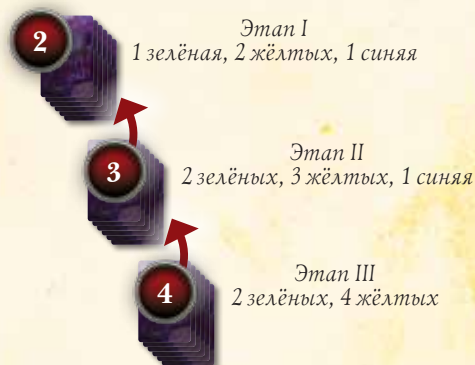 2
Этап I
1 зелёная, 2 жёлтых, 1 синяя
3
Этап II
2 зелёных, 3 жёлтых, 1 синяя
4
Этап III
2 зелёных, 4 жёлтых